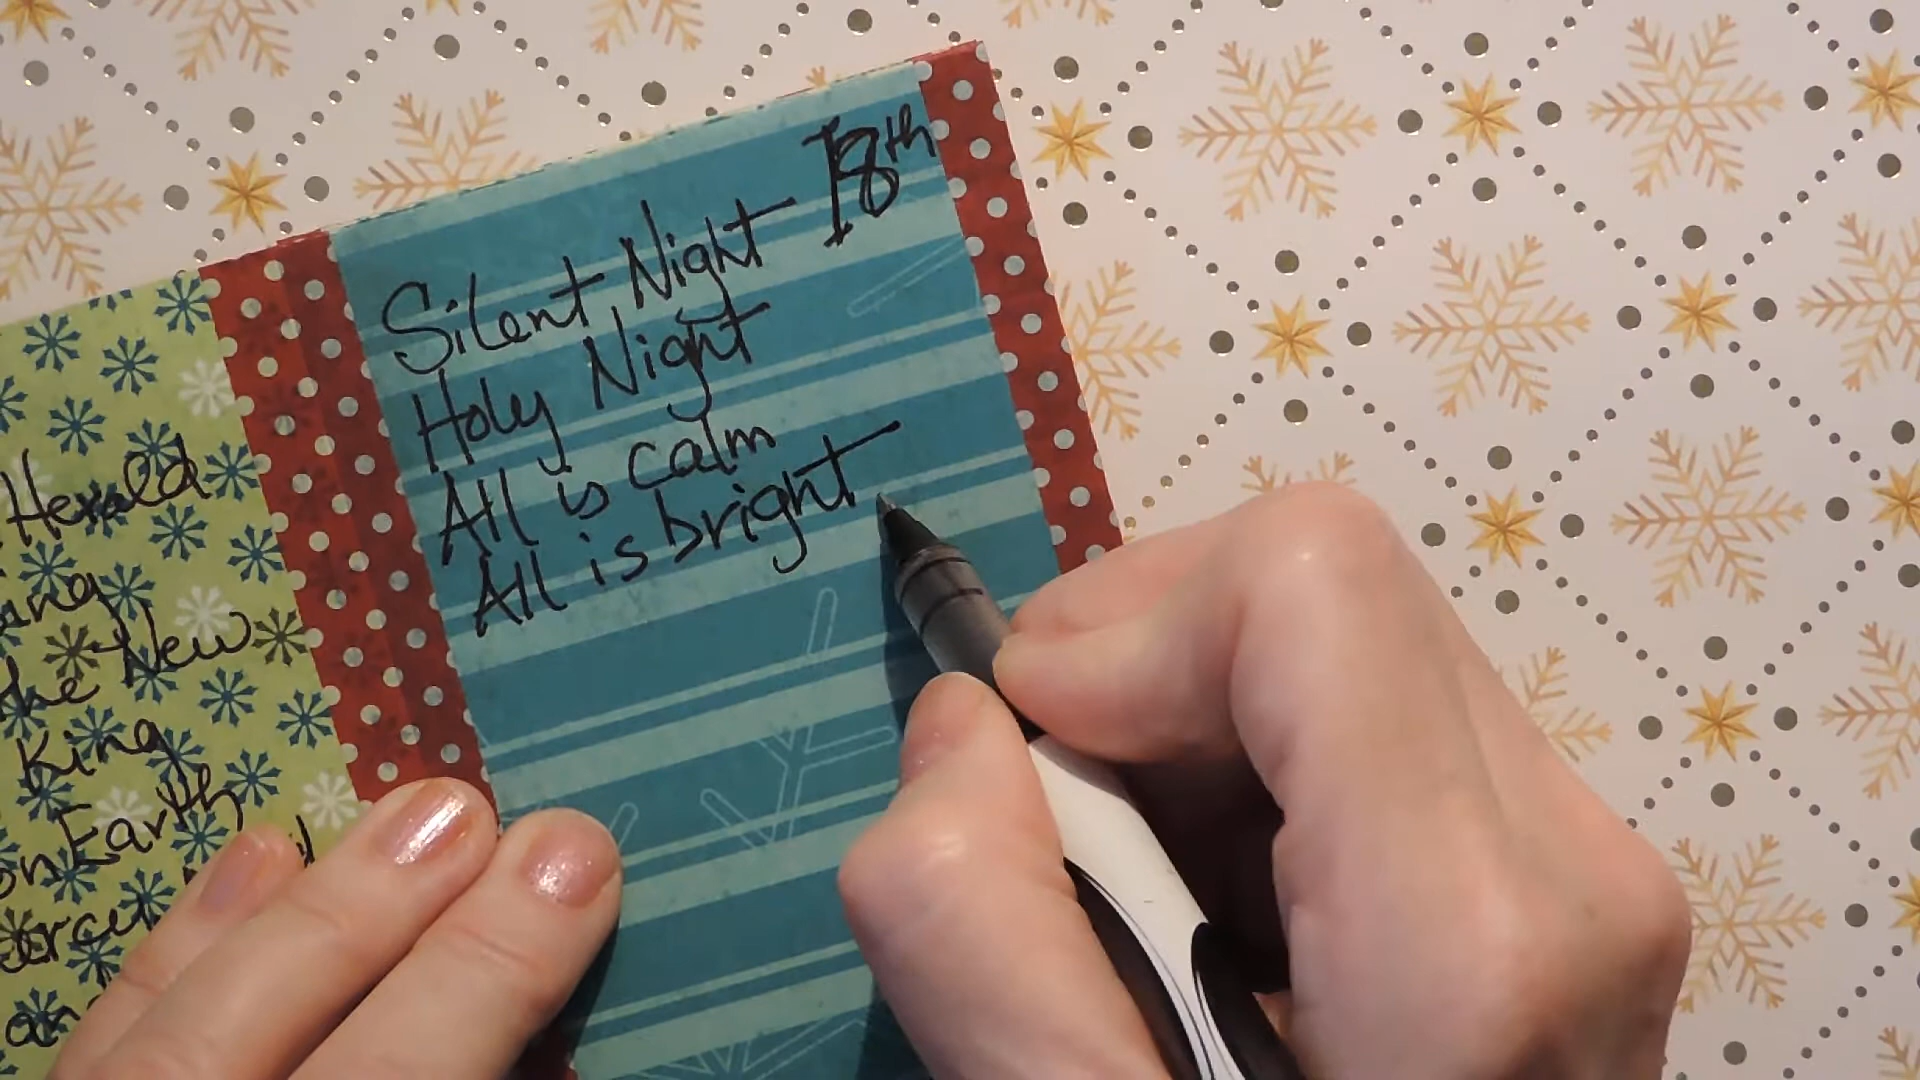 Herald
the New
King
on Earth
18th
Silent Night
Holy Night
All is calm
All is bright